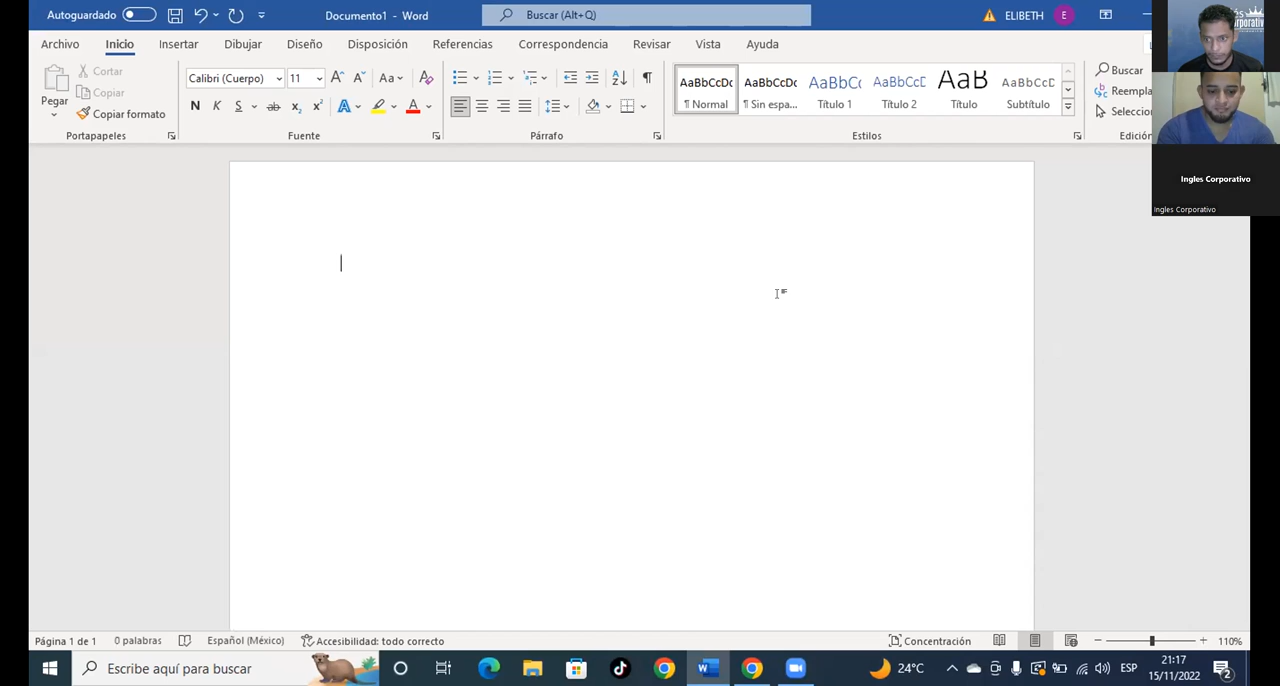 Autoguardado
Documento1 - Word
Buscar (Alt+Q)
ELIBETH
E
Archivo
Inicio
Insertar
Dibujar
Diseño
Disposición
Referencias
Correspondencia
Revisar
Vista
Ayuda
Pegar
Cortar
Copiar
Copiar formato
Portapapeles
Calibri (Cuerpo)
11
Aa
N K S ab x₂ x²
A A
Fuente
Párrafo
AaBbCcDc
¶ Normal
AaBbCcDc
¶ Sin espa...
AaBbCc
Título 1
AaBbCcD
Título 2
AaB
Título
AaBbCcD
Subtítulo
Estilos
Buscar
Reempla
Seleccio
Edición
Ingles Corporativo
Ingles Corporativo
Página 1 de 1
0 palabras
Español (México)
Accesibilidad: todo correcto
Concentración
110%
Escribe aquí para buscar
24°C
ESP
21:17
15/11/2022
2